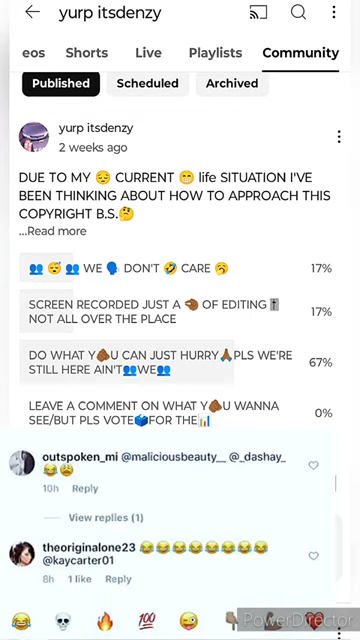 yurp itsdenzy
eos Shorts Live Playlists Community
Published Scheduled Archived
yurp itsdenzy
2 weeks ago
DUE TO MY 😔 CURRENT 😁 life SITUATION I'VE
BEEN THINKING ABOUT HOW TO APPROACH THIS
COPYRIGHT B.S.🤔
...Read more
👥 😴 👥 WE 🗣 DON'T 🤣 CARE 🥱 17%
SCREEN RECORDED JUST A 🤏🏾 OF EDITING 🎚
NOT ALL OVER THE PLACE 17%
DO WHAT Y🫵🏾U CAN JUST HURRY🙏🏾PLS WE'RE
STILL HERE AIN'T👥WE👥 67%
LEAVE A COMMENT ON WHAT Y🫵🏾U WANNA
SEE/BUT PLS VOTE🗳FOR THE📊 0%
outspoken_mi @maliciousbeauty__ @_dashay_
😂😩
10h Reply
View replies (1)
theoriginalone23 😂😂😂😂😂😂😂😂
@kaycarter01
8h 1 like Reply
😂 💀 🔥 💯 😜 👇🏽 💪🏾 ❤️
PowerDirector